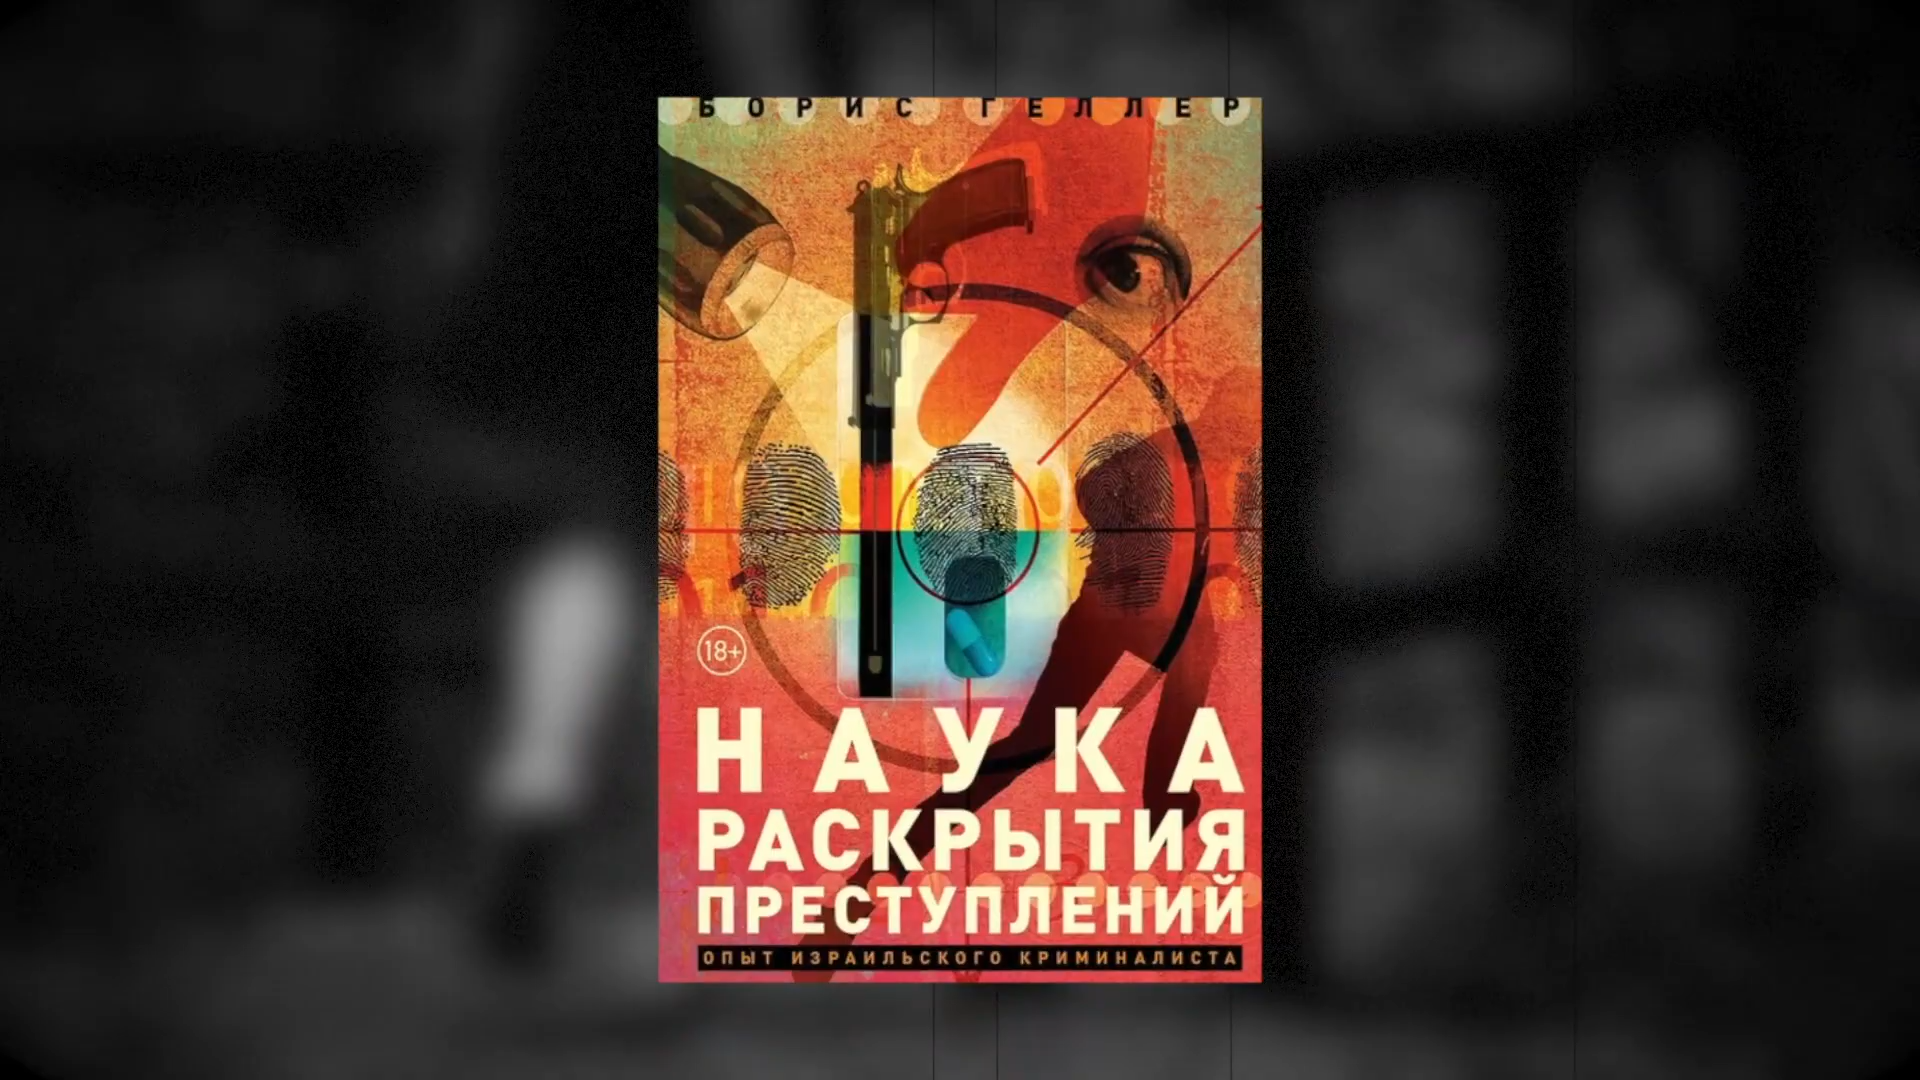 БОРИС ГЕЛЛЕР
18+
НАУКА
РАСКРЫТИЯ
ПРЕСТУПЛЕНИЙ
ОПЫТ ИЗРАИЛЬСКОГО КРИМИНАЛИСТА